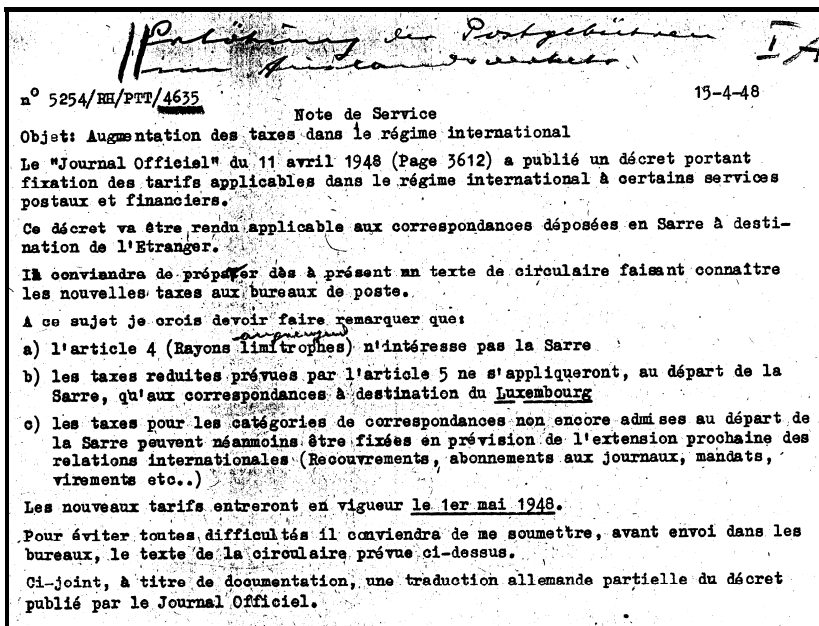 Erhöhung der Postgebühren I A
im Auslandsverkehr.
n° 5254/RH/PTT/4635 15-4-48
Note de Service
Objet: Augmentation des taxes dans le régime international
Le "Journal Officiel" du 11 avril 1948 (Page 3612) a publié un décret portant
fixation des tarifs applicables dans le régime international à certains services
postaux et financiers.
Ce décret va être rendu applicable aux correspondances déposées en Sarre à desti-
nation de l'Etranger.
Il conviendra de préparer dès à présent un texte de circulaire faisant connaître
les nouvelles taxes aux bureaux de poste.
A ce sujet je crois devoir faire remarquer que:
angrenzend
a) l'article 4 (Rayons limitrophes) n'intéresse pas la Sarre
b) les taxes reduites prévues par l'article 5 ne s'appliqueront, au départ de la
Sarre, qu'aux correspondances à destination du Luxembourg
c) les taxes pour les catégories de correspondances non encore admises au départ de
la Sarre peuvent néanmoins être fixées en prévision de l'extension prochaine des
relations internationales (Recouvrements, abonnements aux journaux, mandats,
virements etc..)
Les nouveaux tarifs entreront en vigueur le 1er mai 1948.
Pour éviter toutes difficultés il conviendra de me soumettre, avant envoi dans les
bureaux, le texte de la circulaire prévue ci-dessus.
Ci-joint, à titre de documentation, une traduction allemande partielle du décret
publié par le Journal Officiel.